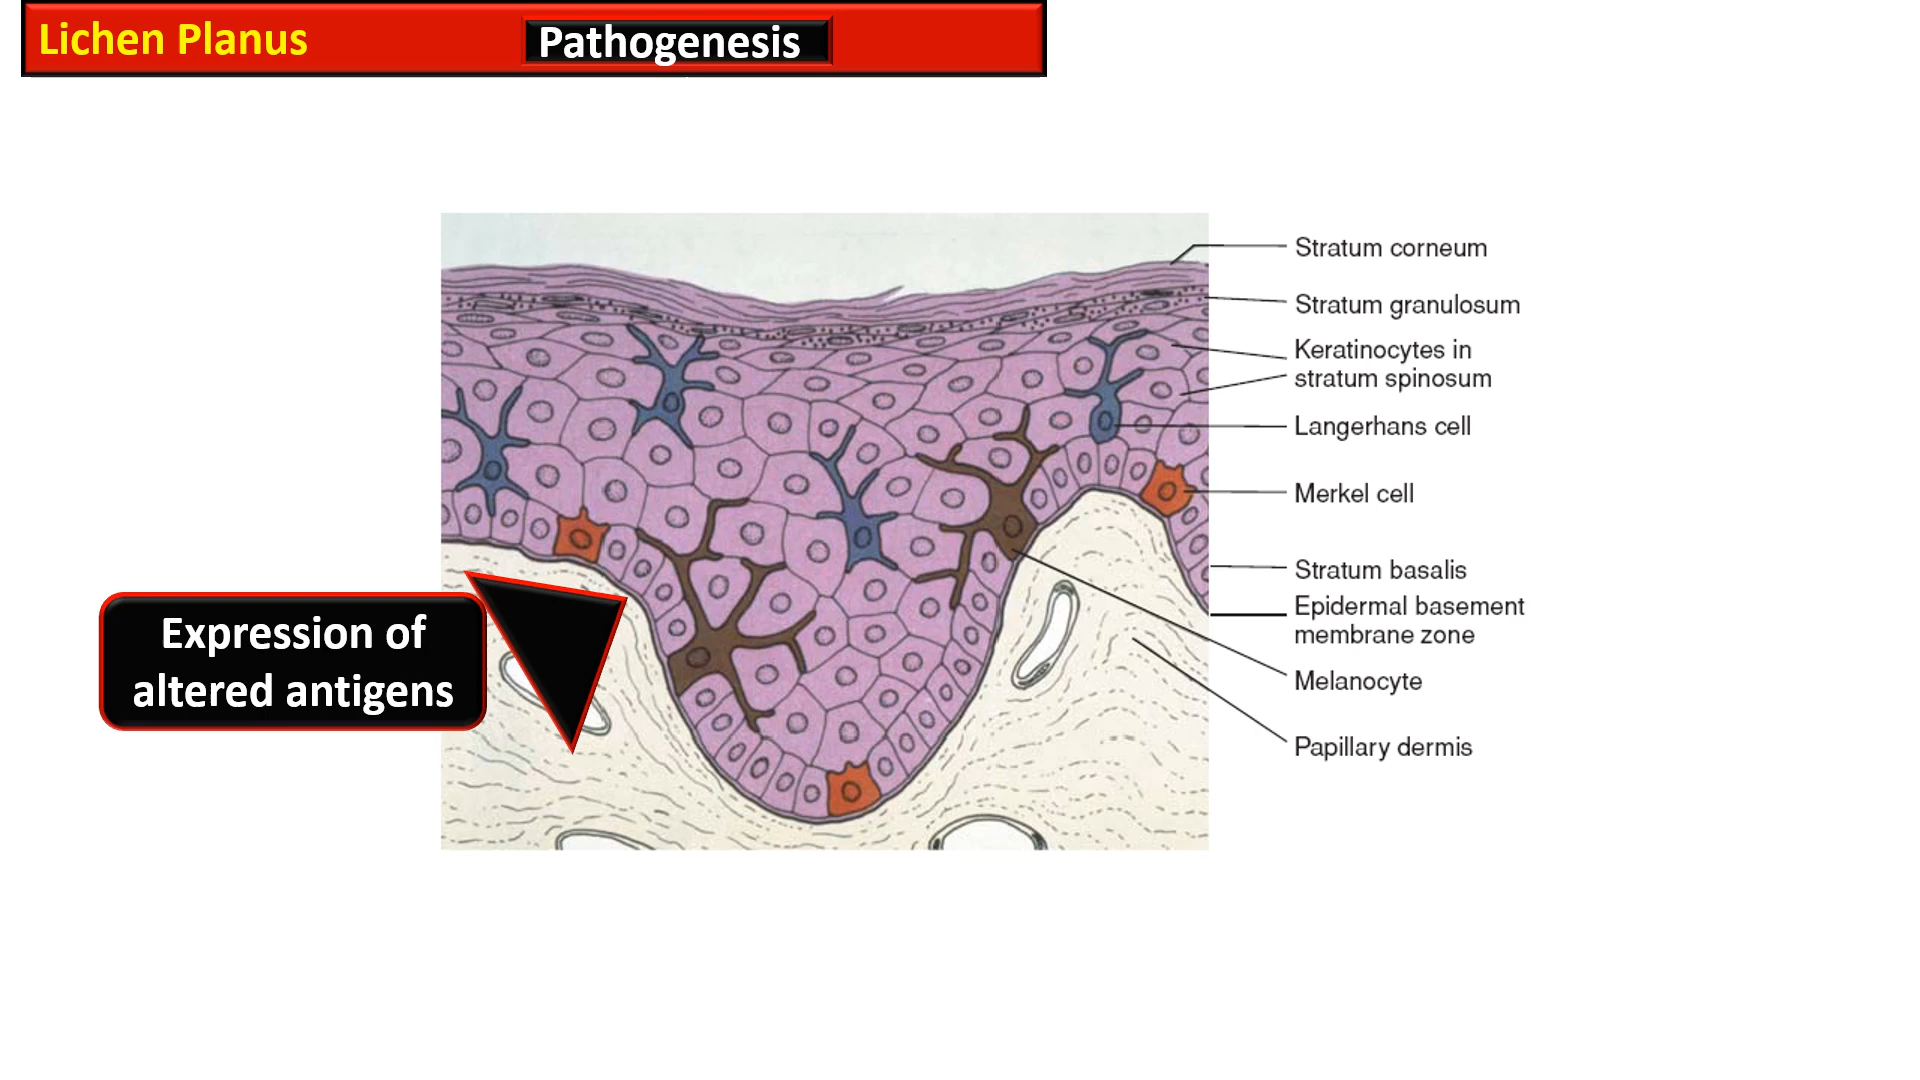 Lichen Planus
Pathogenesis
Stratum corneum
Stratum granulosum
Keratinocytes in
stratum spinosum
Langerhans cell
Merkel cell
Stratum basalis
Epidermal basement
membrane zone
Melanocyte
Papillary dermis
Expression of
altered antigens